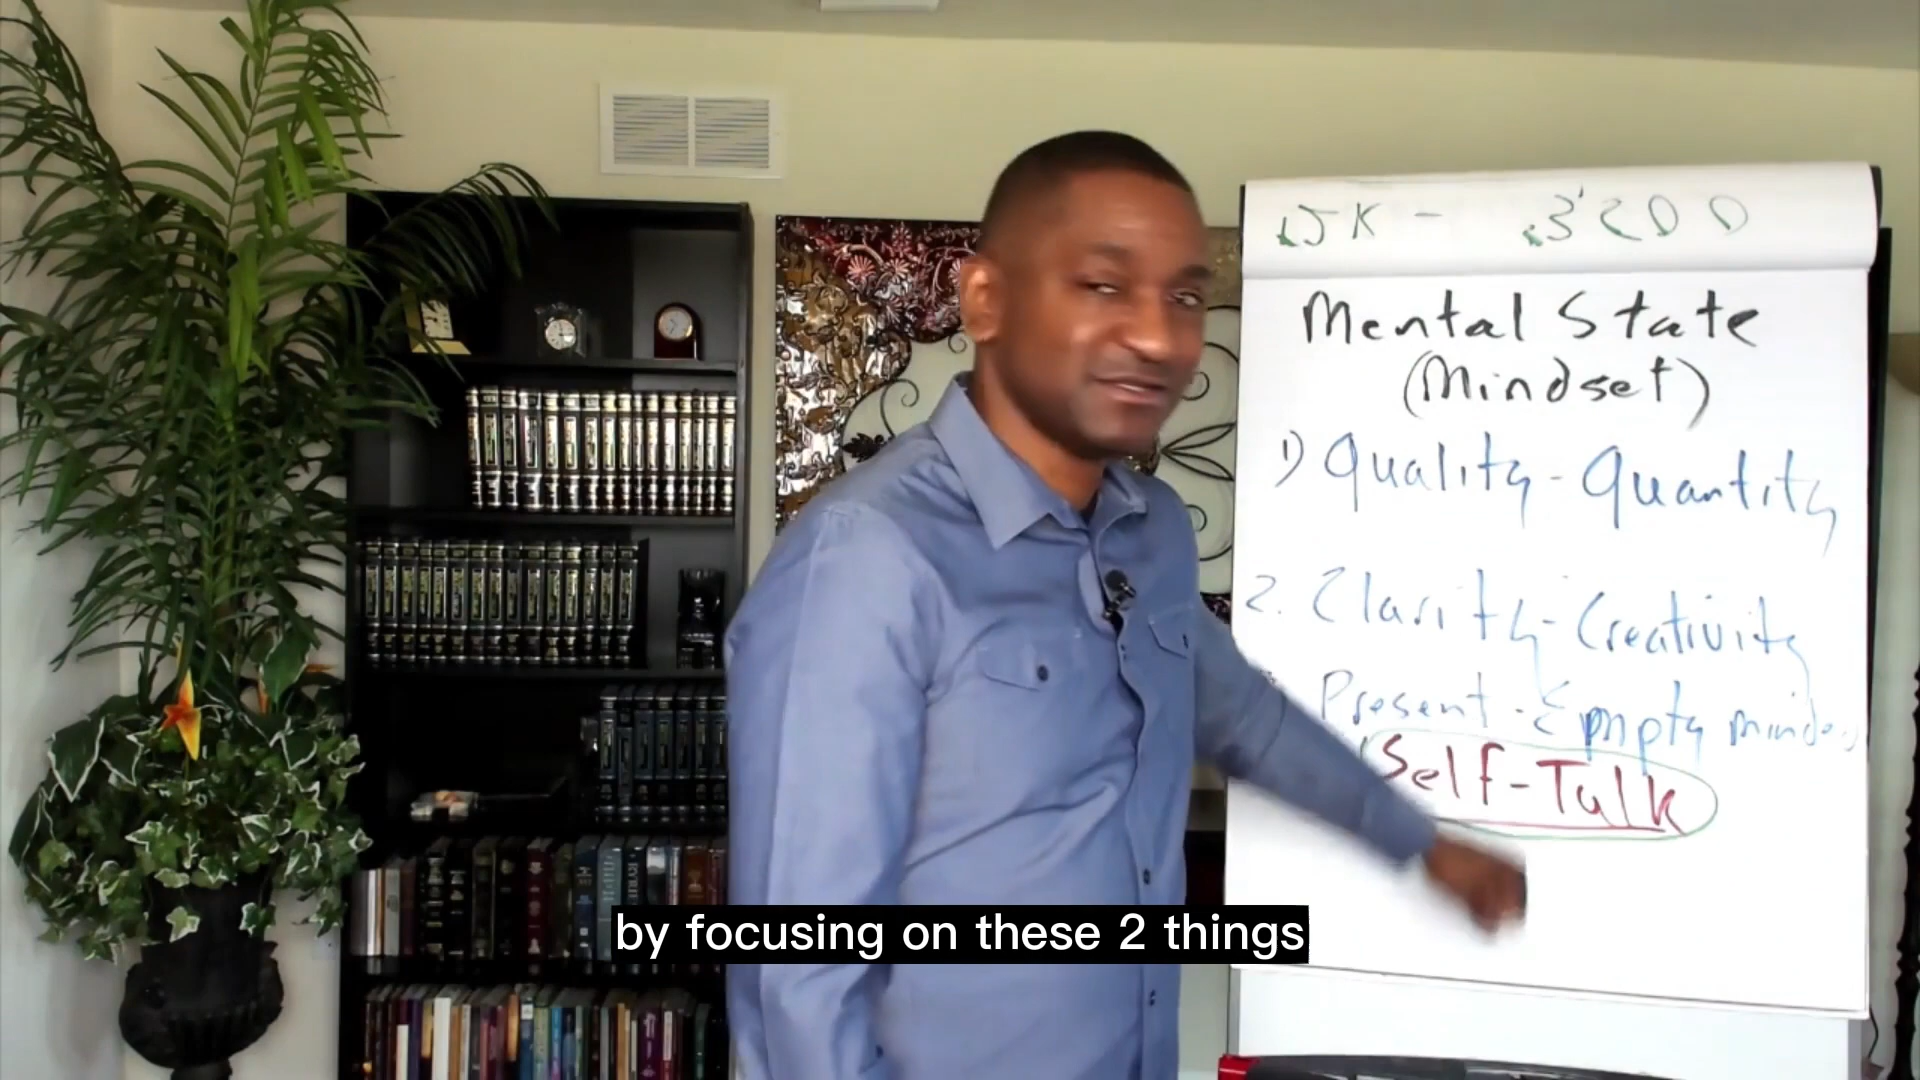 Mental State
(Mindset)
1) Quality - Quantity
2. Clarity - Creativity
Present - Empty
Self-Talk
by focusing on these 2 things